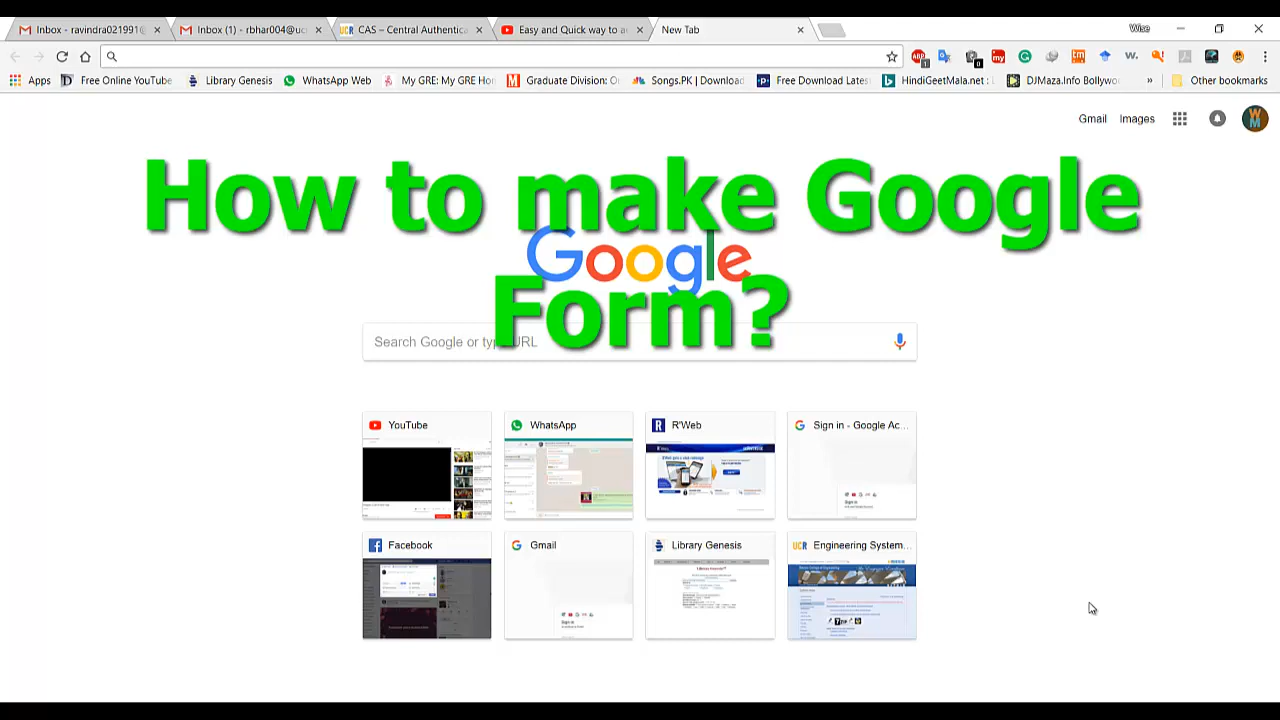 Inbox - ravindra021991@
Inbox (1) - rbhar004@uc
CAS – Central Authentica
Easy and Quick way to a
New Tab
Wise
Apps
Free Online YouTube
Library Genesis
WhatsApp Web
My GRE: My GRE Hom
Graduate Division: O
Songs.PK | Download
Free Download Lates
HindiGeetMala.net :
DJMaza.Info Bollywo
» Other bookmarks
Gmail Images
How to make Google
Google
Form?
Search Google or type URL
YouTube
WhatsApp
R'Web
Sign in - Google Ac...
Facebook
Gmail
Library Genesis
UCR Engineering System...